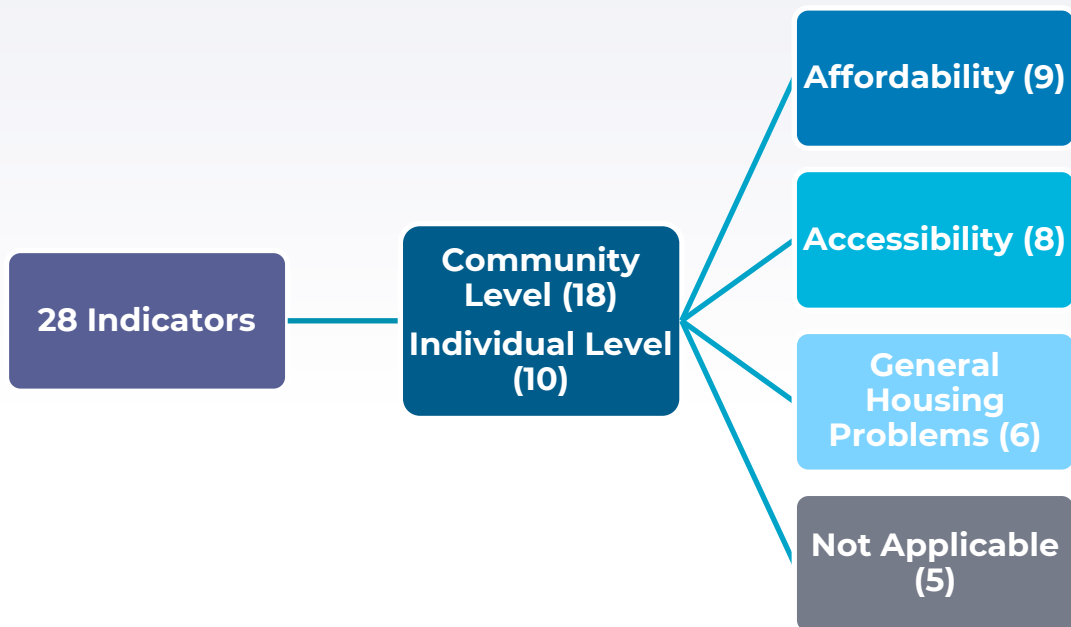 28 Indicators
Community
Level (18)
Individual Level
(10)
Affordability (9)
Accessibility (8)
General
Housing
Problems (6)
Not Applicable
(5)